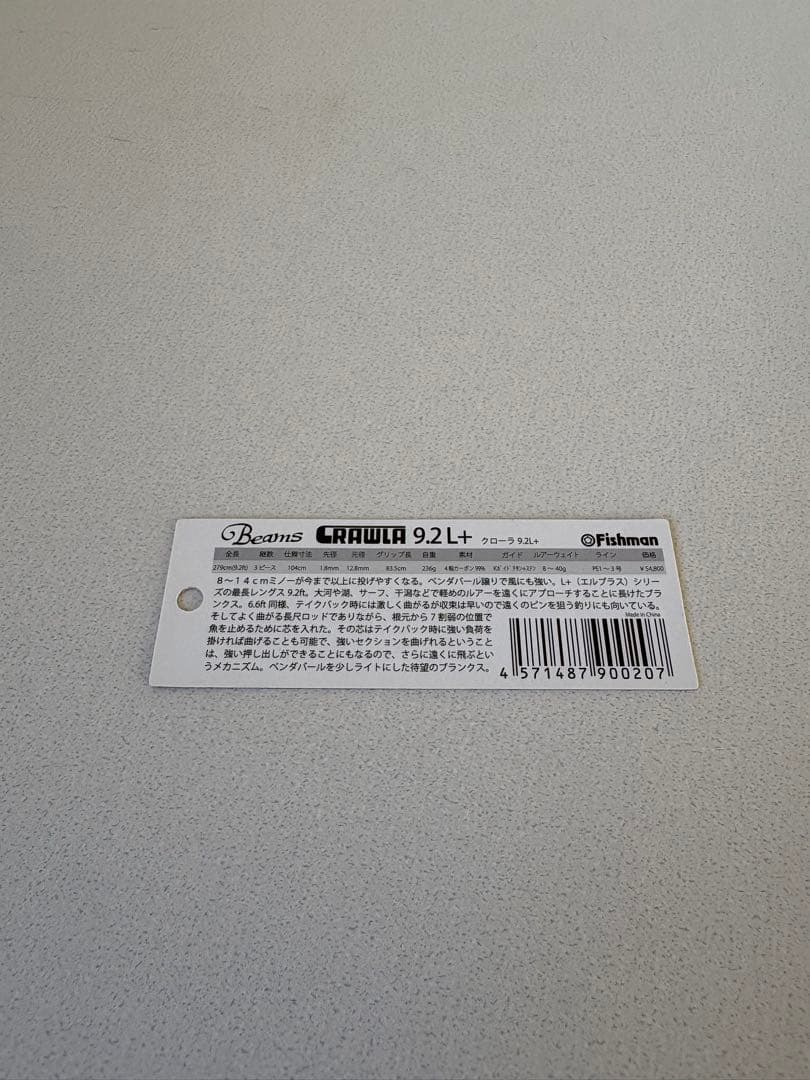 Beams CRAWLA 9.2 L+ クローラ 9.2L+ Fishman
全長 継数 仕舞寸法 先径 元径 グリップ長 自重 素材 ガイド ルアーウェイト ライン 価格
279cm(9.2ft) 3ピース 104cm 1.8mm 12.8mm 83.5cm 236g 4軸カーボン99% Kガイド 8〜40g PE1〜3号 ¥54,800
8〜14cmミノーが今まで以上に投げやすくなる。ペンダバール譲りで風にも強い。L+（エルプラス）シリー
ズの最長レングス 9.2ft。大河や湖、サーフ、干潟などで軽めのルアーを遠くにアプローチすることに長けたブラ
ンクス。6.6ft 同様、テイクバック時には激しく曲がるが収束は早いので遠くのピンを狙う釣りにも向いている。
Made in China
そしてよく曲がる長尺ロッドでありながら、根元から7割弱の位置で
魚を止めるために芯を入れた。その芯はテイクバック時に強い負荷を
掛ければ曲げることも可能で、強いセクションを曲げれるということ
は、強い押し出しができることにもなるので、さらに遠くに飛ぶとい
うメカニズム。ペンダバールを少しライトにした待望のブランクス。
4 571487 900207